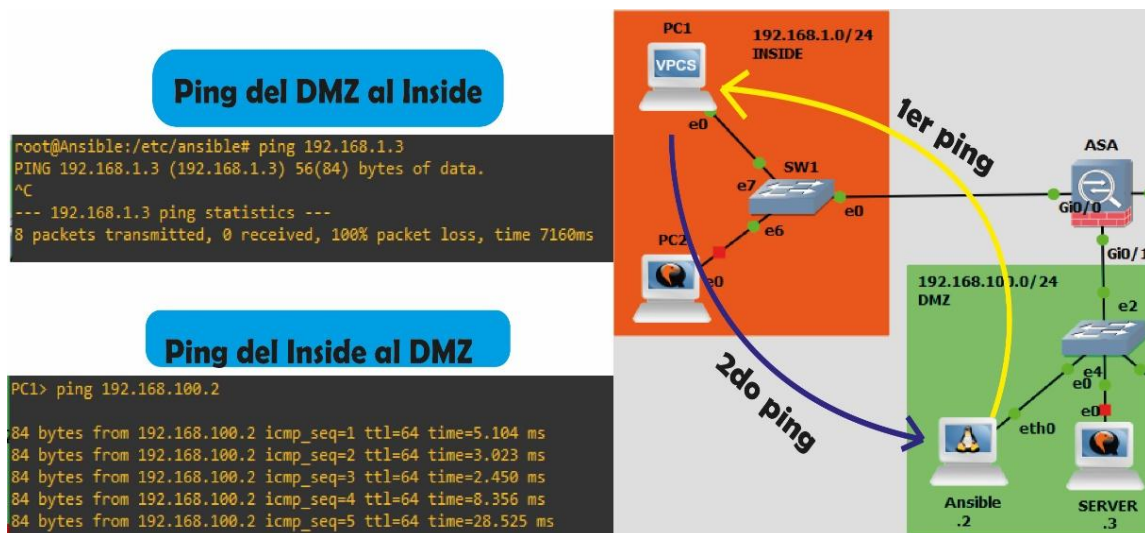 Ping del DMZ al Inside
root@Ansible:/etc/ansible# ping 192.168.1.3
PING 192.168.1.3 (192.168.1.3) 56(84) bytes of data.
^C
--- 192.168.1.3 ping statistics ---
8 packets transmitted, 0 received, 100% packet loss, time 7160ms
Ping del Inside al DMZ
PC1> ping 192.168.100.2
84 bytes from 192.168.100.2 icmp_seq=1 ttl=64 time=5.104 ms
84 bytes from 192.168.100.2 icmp_seq=2 ttl=64 time=3.023 ms
84 bytes from 192.168.100.2 icmp_seq=3 ttl=64 time=2.450 ms
84 bytes from 192.168.100.2 icmp_seq=4 ttl=64 time=8.356 ms
84 bytes from 192.168.100.2 icmp_seq=5 ttl=64 time=28.525 ms
PC1
VPCS
192.168.1.0/24
INSIDE
e0
1er ping
SW1
e7
e0
e6
PC2
e0
ASA
Gi0/0
Gi0/1
192.168.100.0/24
DMZ
e2
2do ping
e4
e0
e0
eth0
Ansible
.2
SERVER
.3